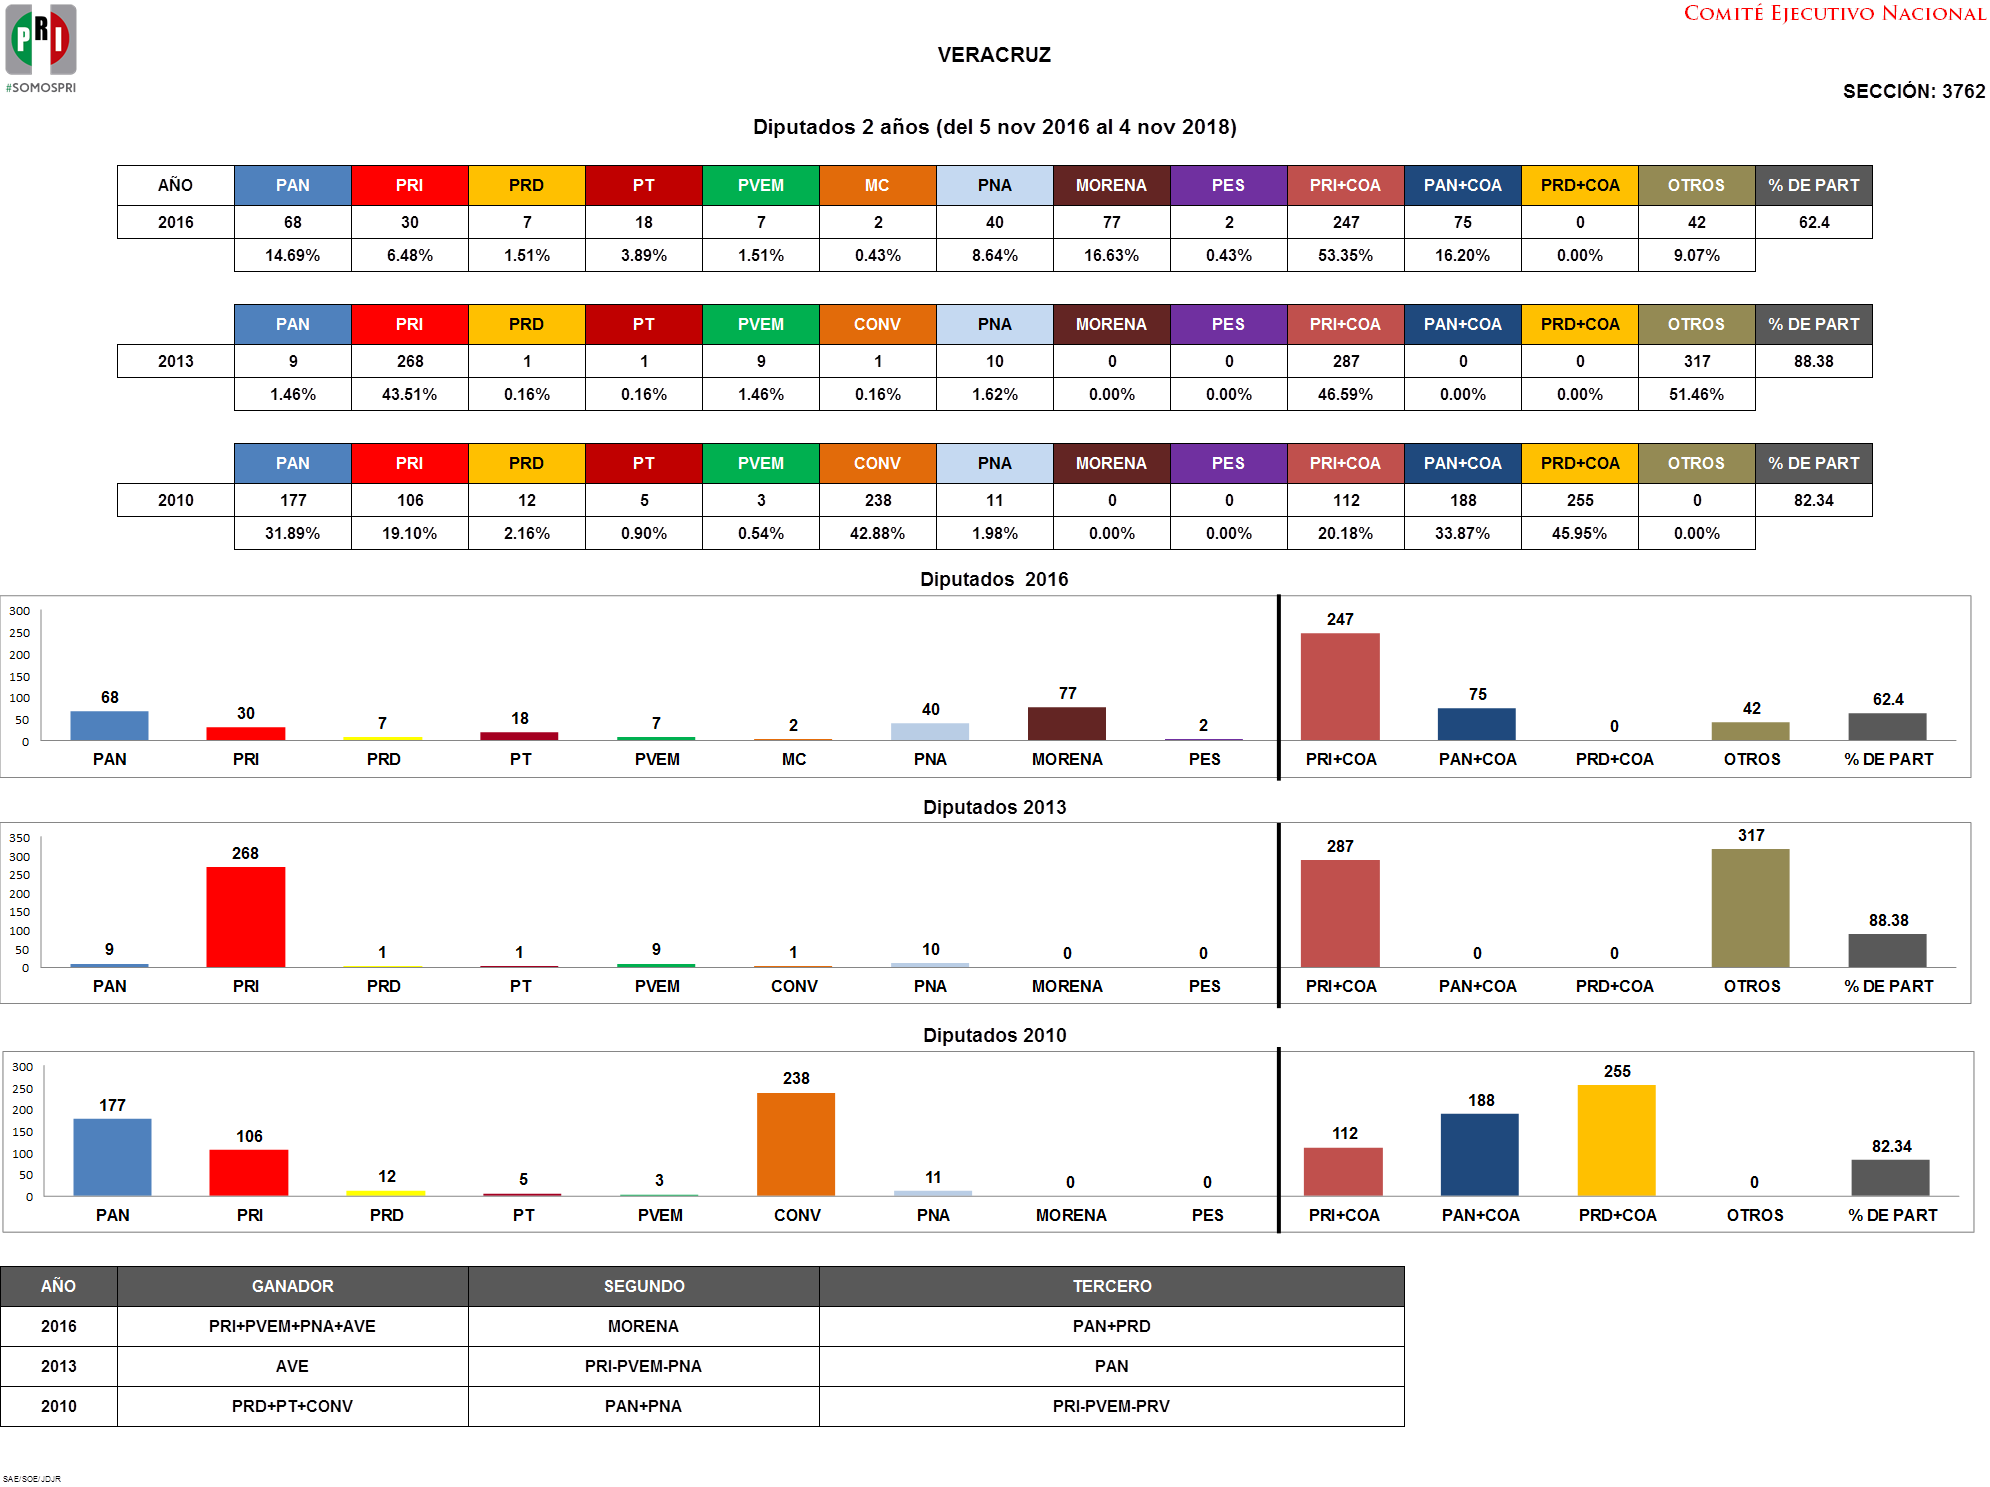 COMITÉ EJECUTIVO NACIONAL
PRI
#SOMOSPRI
VERACRUZ
SECCIÓN: 3762
Diputados 2 años (del 5 nov 2016 al 4 nov 2018)
AÑO PAN PRI PRD PT PVEM MC PNA MORENA PES PRI+COA PAN+COA PRD+COA OTROS % DE PART
2016 68 30 7 18 7 2 40 77 2 247 75 0 42 62.4
14.69% 6.48% 1.51% 3.89% 1.51% 0.43% 8.64% 16.63% 0.43% 53.35% 16.20% 0.00% 9.07%
PAN PRI PRD PT PVEM CONV PNA MORENA PES PRI+COA PAN+COA PRD+COA OTROS % DE PART
2013 9 268 1 1 9 1 10 0 0 287 0 0 317 88.38
1.46% 43.51% 0.16% 0.16% 1.46% 0.16% 1.62% 0.00% 0.00% 46.59% 0.00% 0.00% 51.46%
PAN PRI PRD PT PVEM CONV PNA MORENA PES PRI+COA PAN+COA PRD+COA OTROS % DE PART
2010 177 106 12 5 3 238 11 0 0 112 188 255 0 82.34
31.89% 19.10% 2.16% 0.90% 0.54% 42.88% 1.98% 0.00% 0.00% 20.18% 33.87% 45.95% 0.00%
Diputados 2016
300
250
200
150
100
50
0
68 30 7 18 7 2 40 77 2 247 75 0 42 62.4
PAN PRI PRD PT PVEM MC PNA MORENA PES PRI+COA PAN+COA PRD+COA OTROS % DE PART
Diputados 2013
350
300
250
200
150
100
50
0
9 268 1 1 9 1 10 0 0 287 0 0 317 88.38
PAN PRI PRD PT PVEM CONV PNA MORENA PES PRI+COA PAN+COA PRD+COA OTROS % DE PART
Diputados 2010
300
250
200
150
100
50
0
177 106 12 5 3 238 11 0 0 112 188 255 0 82.34
PAN PRI PRD PT PVEM CONV PNA MORENA PES PRI+COA PAN+COA PRD+COA OTROS % DE PART
AÑO GANADOR SEGUNDO TERCERO
2016 PRI+PVEM+PNA+AVE MORENA PAN+PRD
2013 AVE PRI-PVEM-PNA PAN
2010 PRD+PT+CONV PAN+PNA PRI-PVEM-PRV
SAE/SOE/JDJR